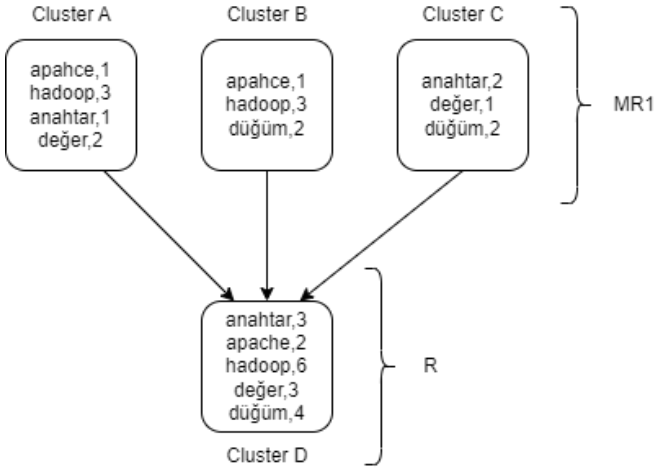 Cluster A
Cluster B
Cluster C
apahce,1
hadoop,3
anahtar,1
değer,2
apahce,1
hadoop,3
düğüm,2
anahtar,2
değer,1
düğüm,2
MR1
anahtar,3
apache,2
hadoop,6
değer,3
düğüm,4
R
Cluster D